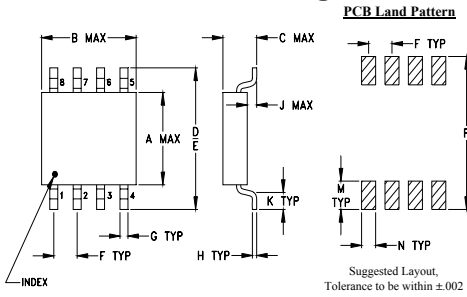 PCB Land Pattern
B MAX
C MAX
F TYP
8 7 6 5
J MAX
A MAX
D
E
K TYP
M
TYP
1 2 3 4
G TYP
F TYP
H TYP
N TYP
INDEX
Suggested Layout,
Tolerance to be within ±.002